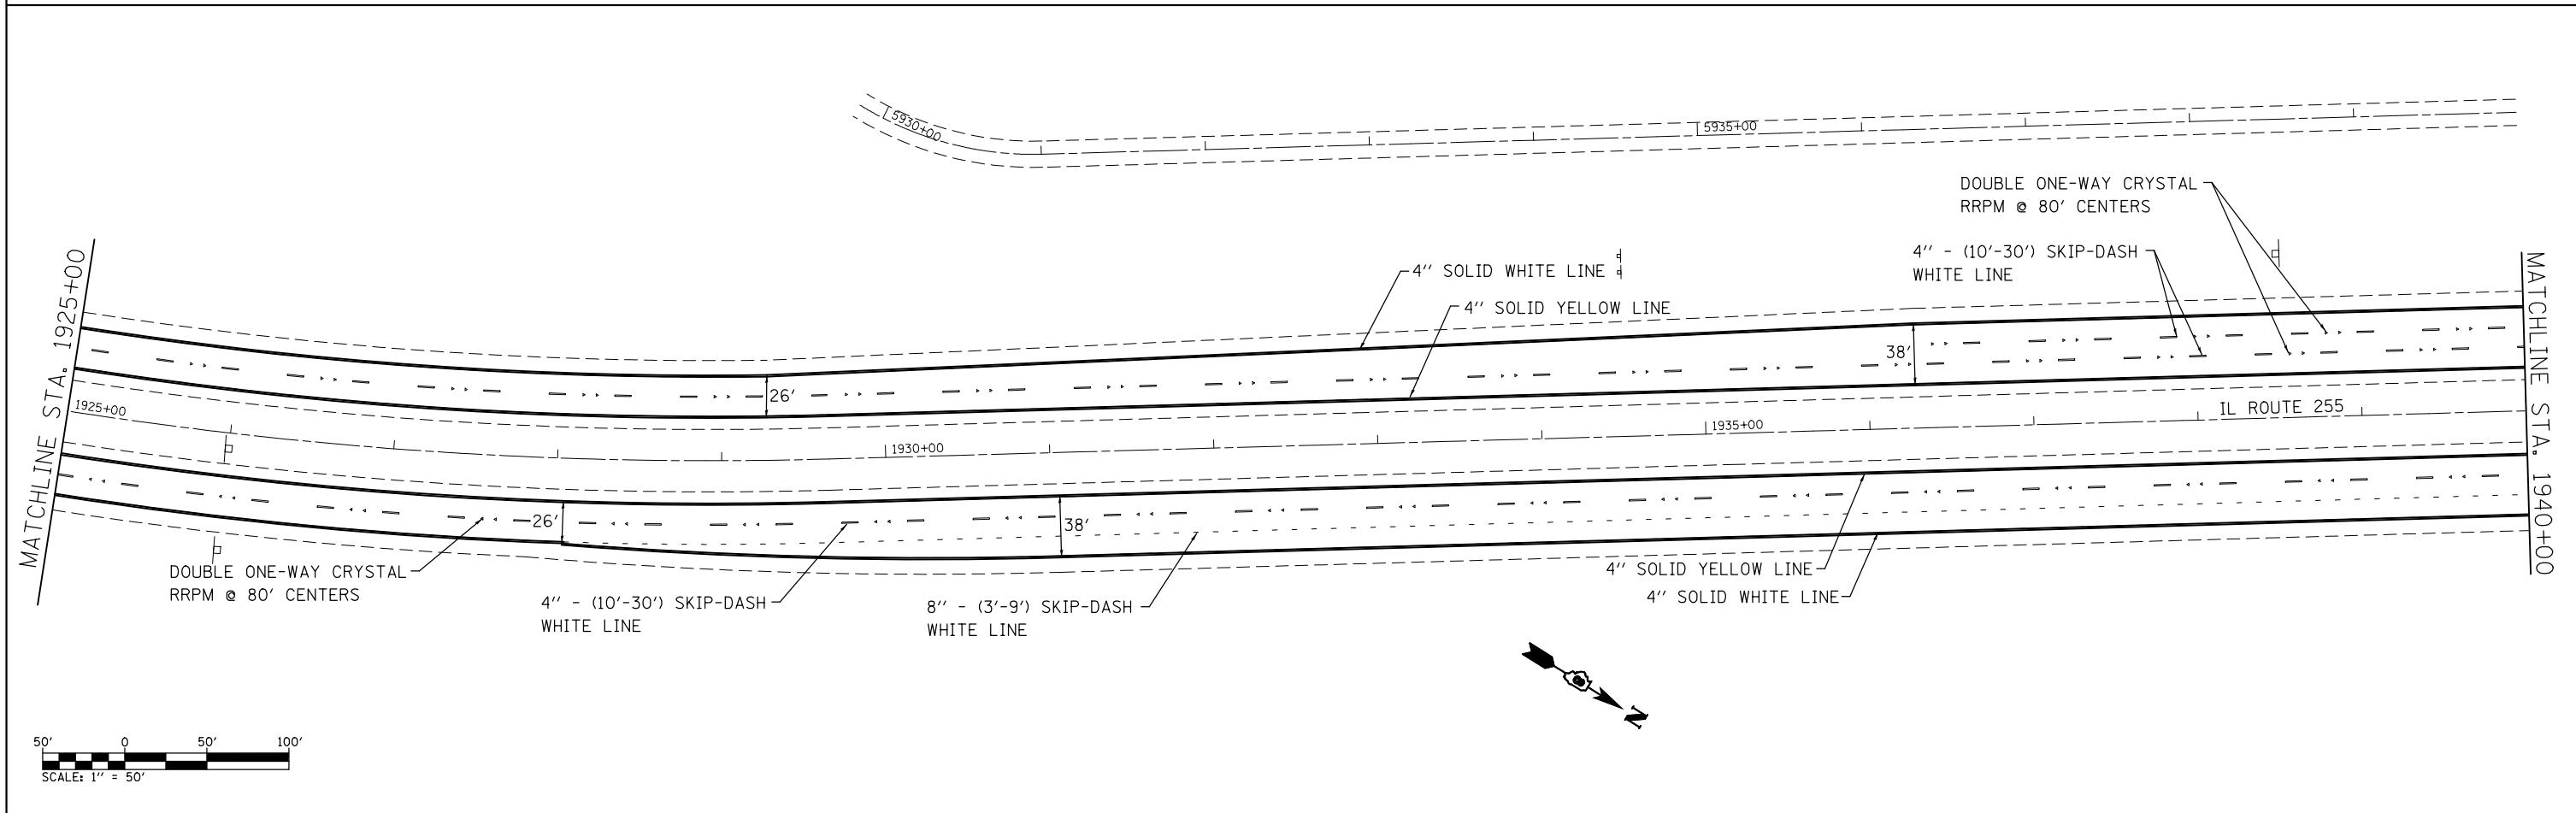 5930+00
5935+00
DOUBLE ONE-WAY CRYSTAL
RRPM @ 80' CENTERS
4" - (10'-30') SKIP-DASH
WHITE LINE
4" SOLID WHITE LINE
4" SOLID YELLOW LINE
MATCHLINE STA. 1925+00
MATCHLINE STA. 1940+00
38'
26'
1925+00
IL ROUTE 255
1930+00
1935+00
26'
38'
DOUBLE ONE-WAY CRYSTAL
RRPM @ 80' CENTERS
4" - (10'-30') SKIP-DASH
WHITE LINE
8" - (3'-9') SKIP-DASH
WHITE LINE
4" SOLID YELLOW LINE
4" SOLID WHITE LINE
N
50' 0 50' 100'
SCALE: 1" = 50'